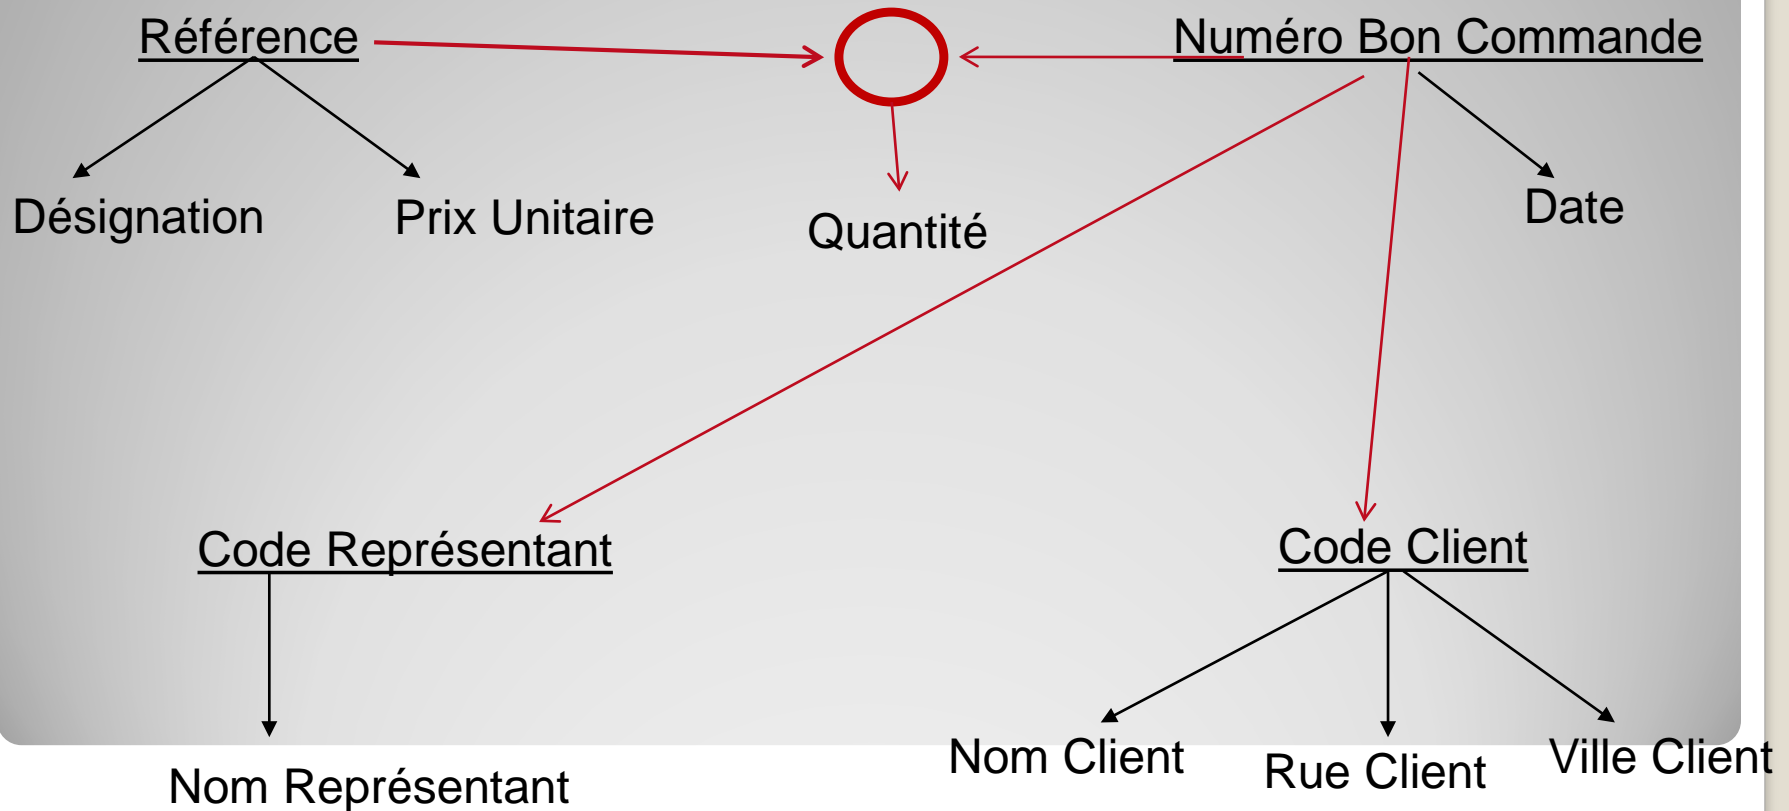 Référence
Numéro Bon Commande
Désignation
Prix Unitaire
Quantité
Date
Code Représentant
Code Client
Nom Représentant
Nom Client
Rue Client
Ville Client